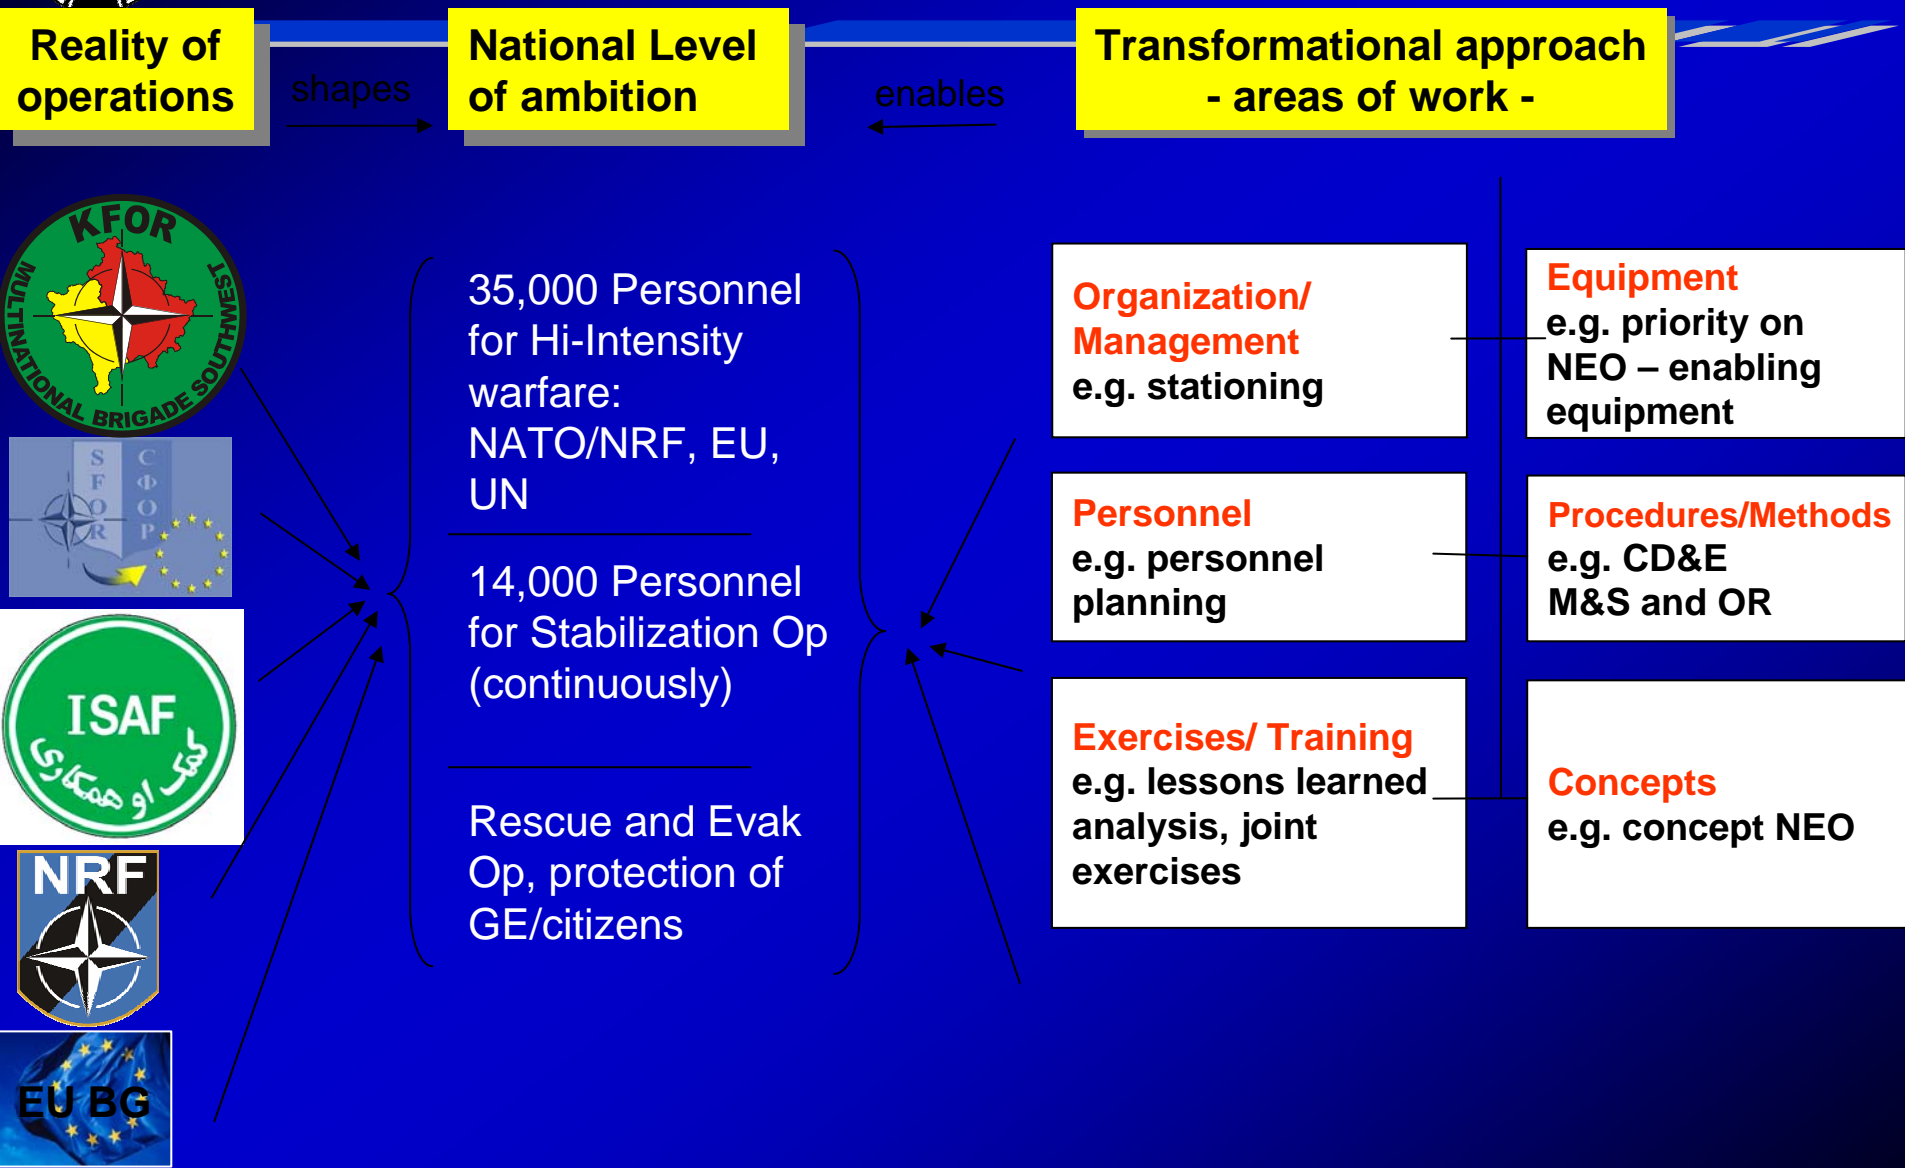 Reality of
operations
shapes
National Level
of ambition
enables
Transformational approach
- areas of work -
KFOR
MULTINATIONAL BRIGADE SOUTHWEST
S
F
O
R
С
Ф
О
Р
ISAF
کمک او همکاری
NRF
EU BG
35,000 Personnel
for Hi-Intensity
warfare:
NATO/NRF, EU,
UN
14,000 Personnel
for Stabilization Op
(continuously)
Rescue and Evak
Op, protection of
GE/citizens
Organization/
Management
e.g. stationing
Equipment
e.g. priority on
NEO – enabling
equipment
Personnel
e.g. personnel
planning
Procedures/Methods
e.g. CD&E
M&S and OR
Exercises/ Training
e.g. lessons learned
analysis, joint
exercises
Concepts
e.g. concept NEO